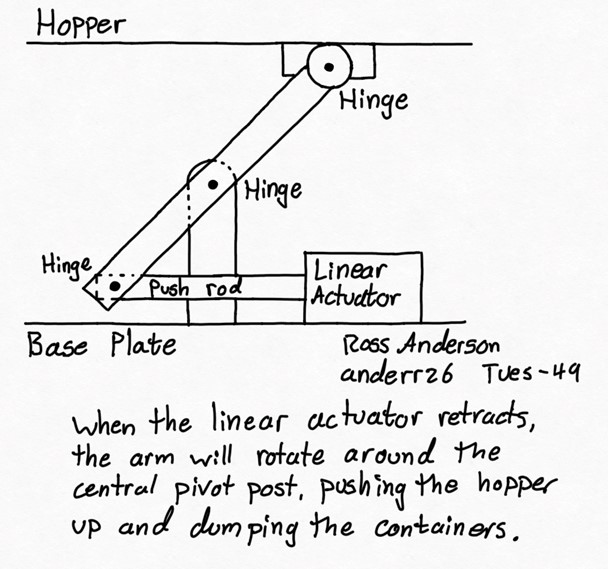 Hopper
Hinge
Hinge
Hinge
Push rod
Linear
Actuator
Base Plate
Ross Anderson
anderr26 Tues-49
When the linear actuator retracts,
the arm will rotate around the
central pivot post, pushing the hopper
up and dumping the containers.